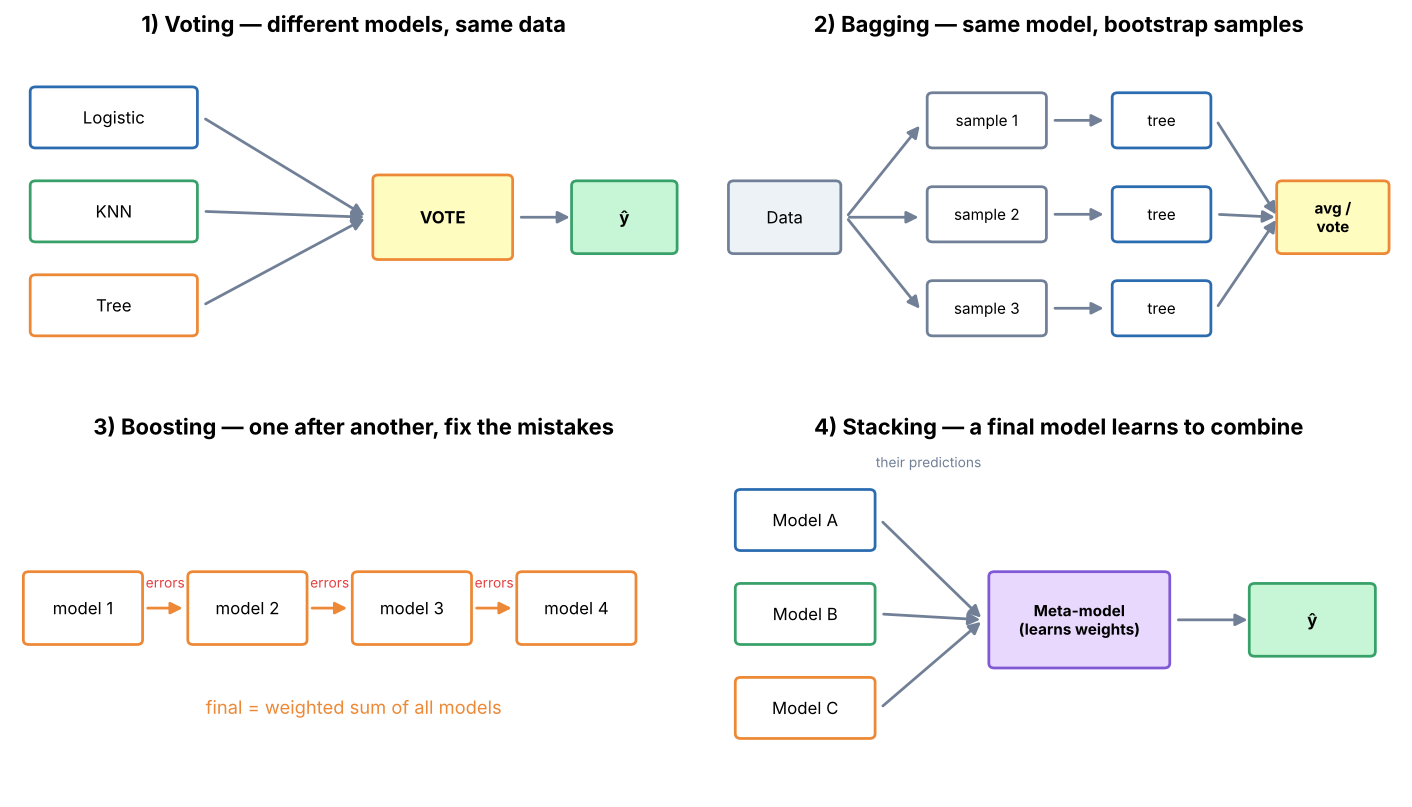 1) Voting — different models, same data
Logistic
KNN
Tree
VOTE
ŷ
2) Bagging — same model, bootstrap samples
Data
sample 1
tree
sample 2
tree
sample 3
tree
avg /
vote
3) Boosting — one after another, fix the mistakes
model 1
errors
model 2
errors
model 3
errors
model 4
final = weighted sum of all models
4) Stacking — a final model learns to combine
their predictions
Model A
Model B
Model C
Meta-model
(learns weights)
ŷ